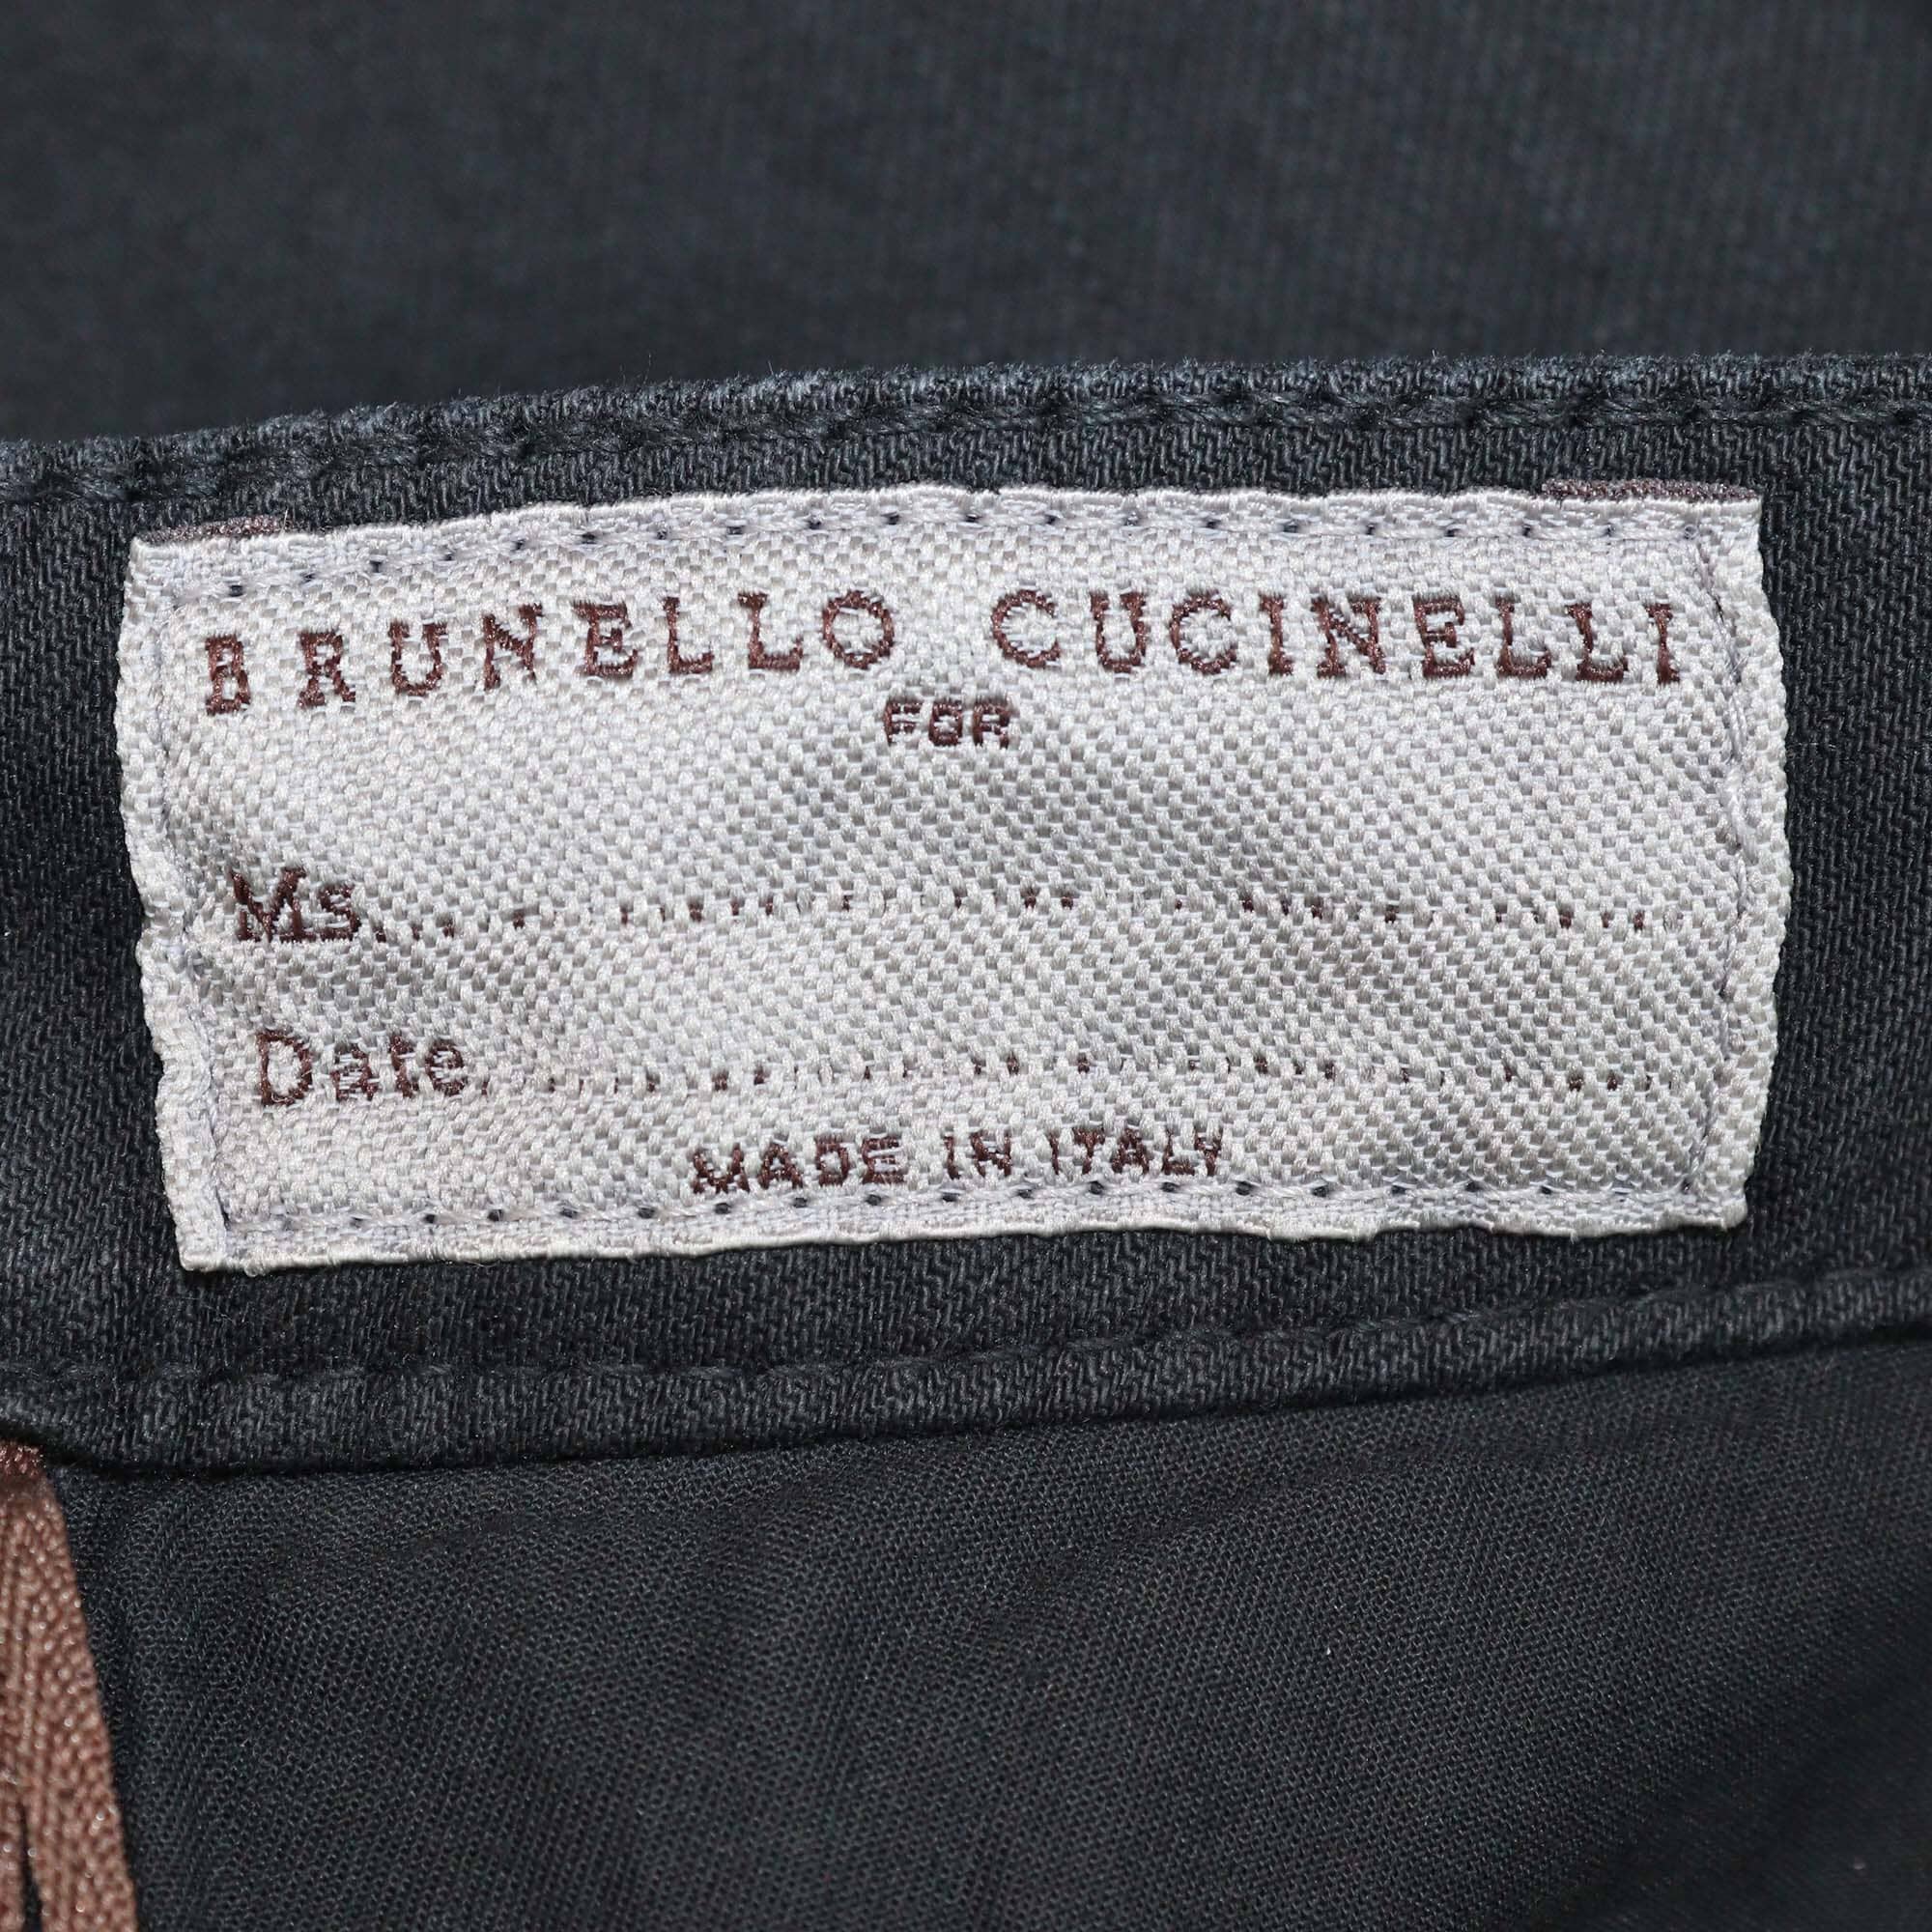 BRUNELLO CUCINELLI
FOR
Ms....................................
Date....................................
MADE IN ITALY